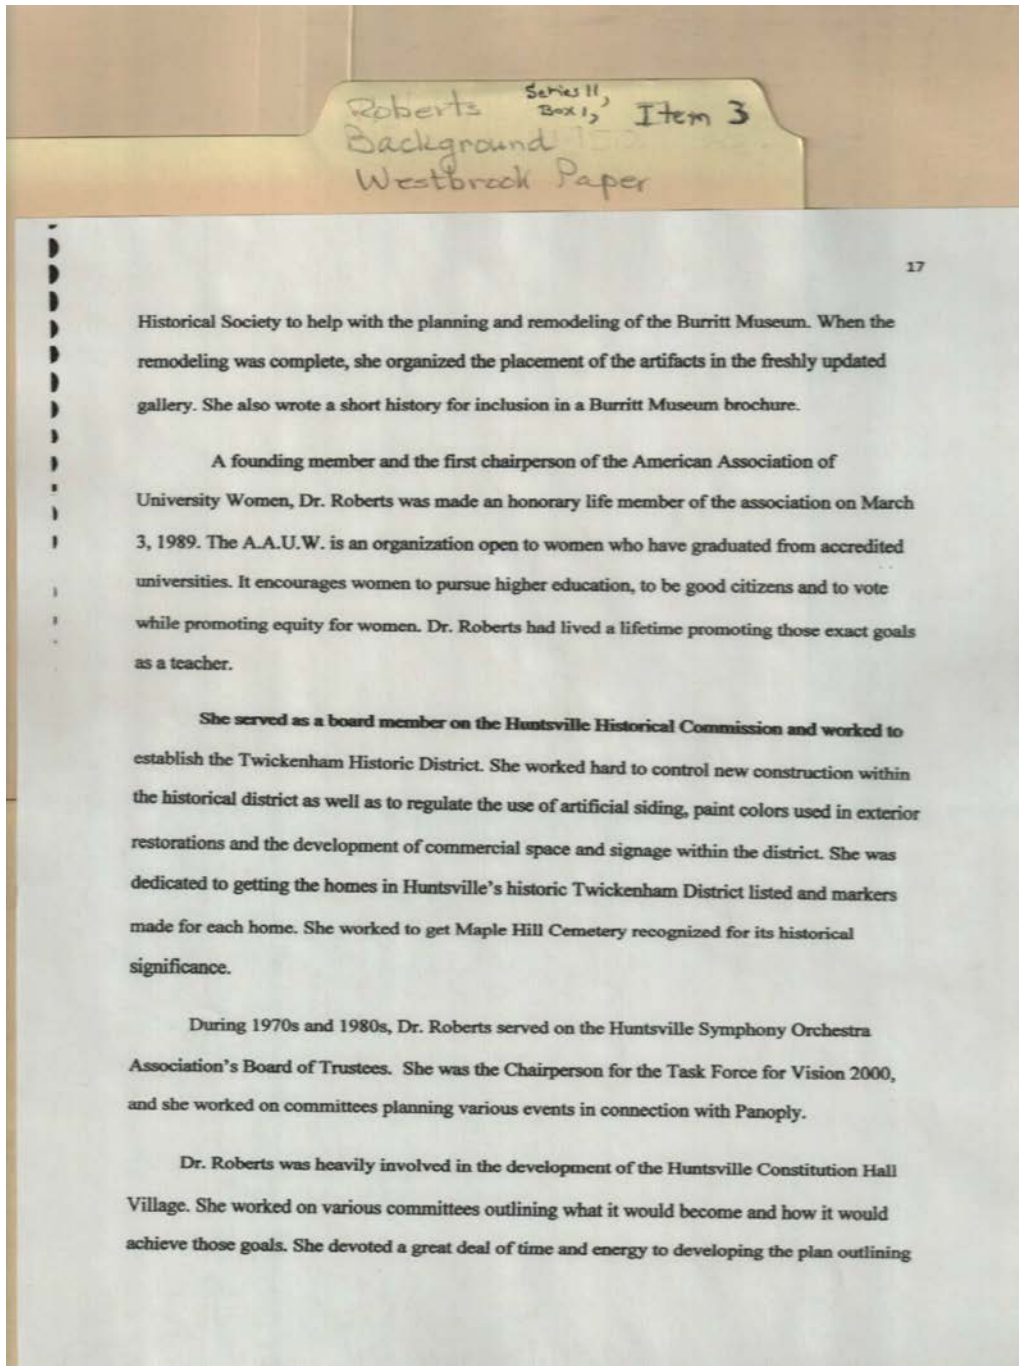 Roberts Series 11, Box 1, Item 3
Background
Westbrook Paper
17
Historical Society to help with the planning and remodeling of the Burritt Museum. When the
remodeling was complete, she organized the placement of the artifacts in the freshly updated
gallery. She also wrote a short history for inclusion in a Burritt Museum brochure.
A founding member and the first chairperson of the American Association of
University Women, Dr. Roberts was made an honorary life member of the association on March
3, 1989. The A.A.U.W. is an organization open to women who have graduated from accredited
universities. It encourages women to pursue higher education, to be good citizens and to vote
while promoting equity for women. Dr. Roberts had lived a lifetime promoting those exact goals
as a teacher.
She served as a board member on the Huntsville Historical Commission and worked to
establish the Twickenham Historic District. She worked hard to control new construction within
the historical district as well as to regulate the use of artificial siding, paint colors used in exterior
restorations and the development of commercial space and signage within the district. She was
dedicated to getting the homes in Huntsville's historic Twickenham District listed and markers
made for each home. She worked to get Maple Hill Cemetery recognized for its historical
significance.
During 1970s and 1980s, Dr. Roberts served on the Huntsville Symphony Orchestra
Association's Board of Trustees. She was the Chairperson for the Task Force for Vision 2000,
and she worked on committees planning various events in connection with Panoply.
Dr. Roberts was heavily involved in the development of the Huntsville Constitution Hall
Village. She worked on various committees outlining what it would become and how it would
achieve those goals. She devoted a great deal of time and energy to developing the plan outlining